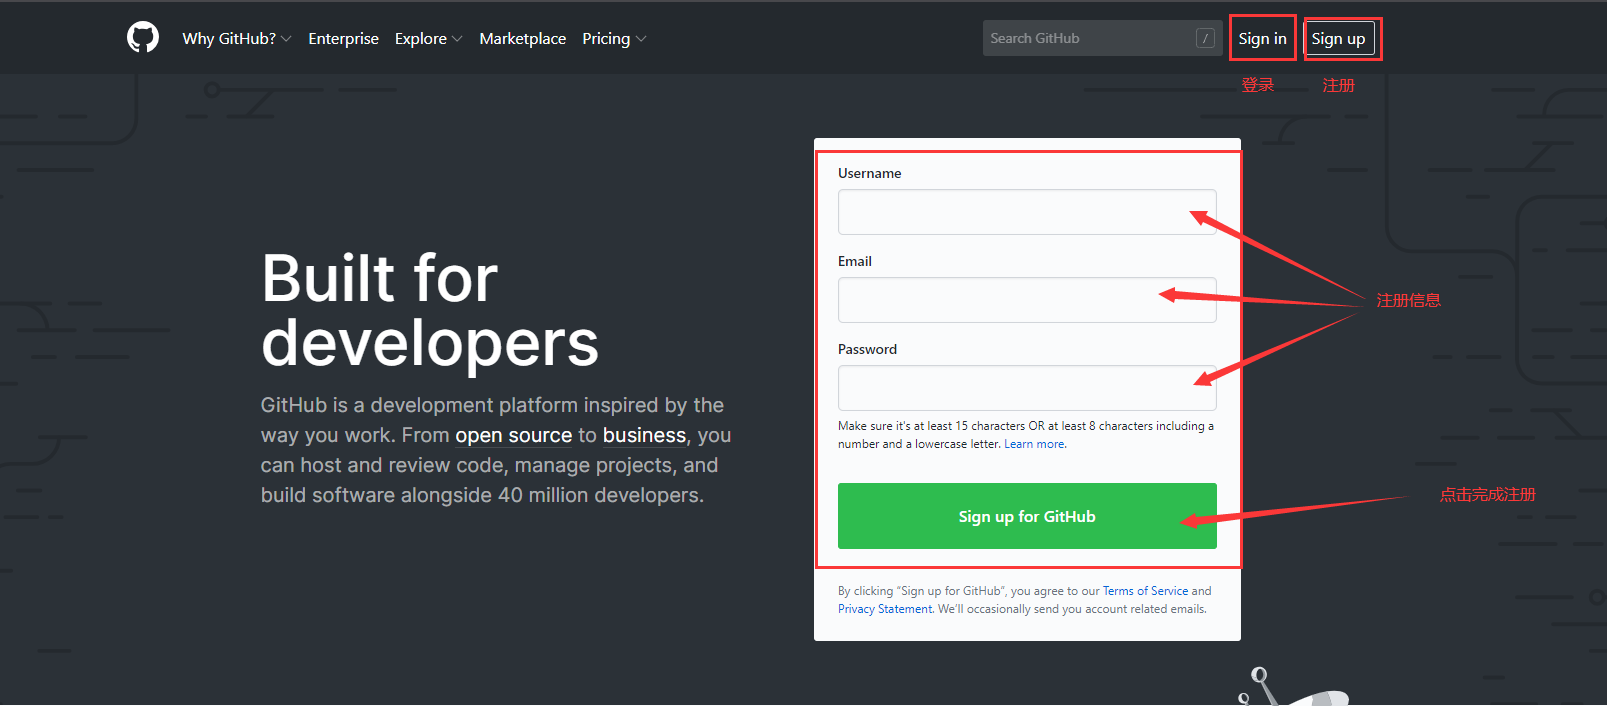 Why GitHub? Enterprise Explore Marketplace Pricing Search GitHub / Sign in Sign up
登录 注册
Username
Email
注册信息
Password
Make sure it's at least 15 characters OR at least 8 characters including a
number and a lowercase letter. Learn more.
点击完成注册
Sign up for GitHub
By clicking “Sign up for GitHub”, you agree to our Terms of Service and
Privacy Statement. We’ll occasionally send you account related emails.
Built for
developers
GitHub is a development platform inspired by the
way you work. From open source to business, you
can host and review code, manage projects, and
build software alongside 40 million developers.